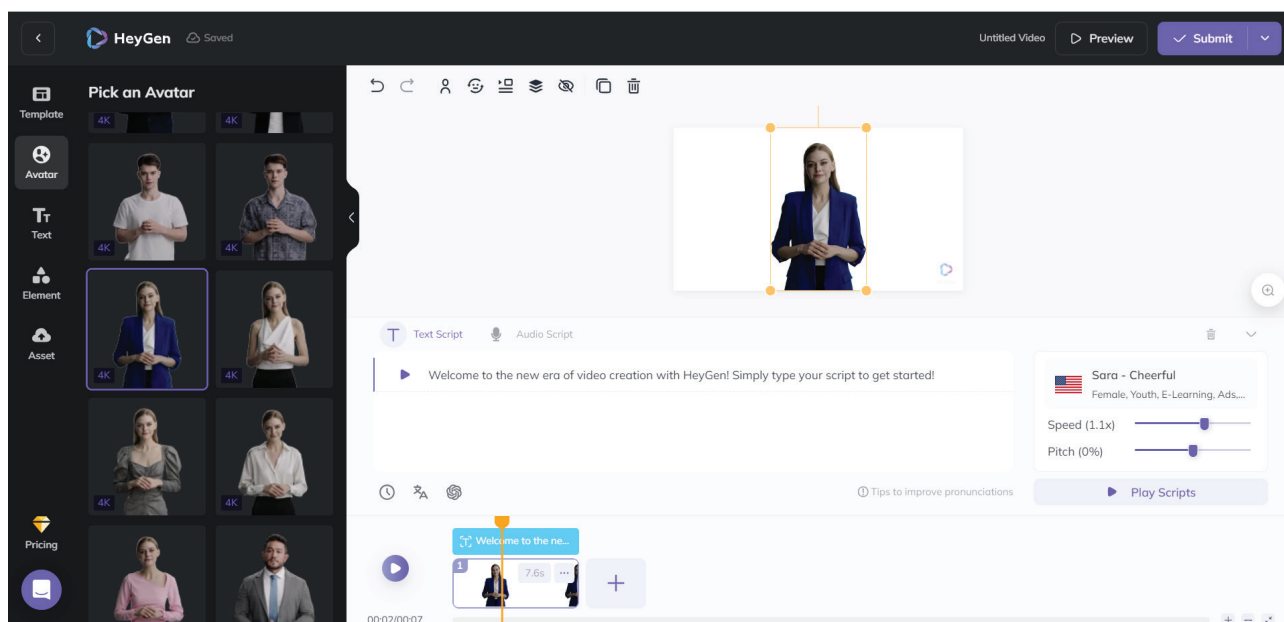 HeyGen
Saved
Untitled Video
Preview
Submit
Template
Avatar
Text
Element
Asset
Pricing
Pick an Avatar
4K
4K
4K
4K
4K
4K
4K
4K
Text Script
Audio Script
Welcome to the new era of video creation with HeyGen! Simply type your script to get started!
Sara - Cheerful
Female, Youth, E-Learning, Ads,...
Speed (1.1x)
Pitch (0%)
Tips to improve pronunciations
Play Scripts
Welcome to the ne...
1
7.6s
00:02/00:07